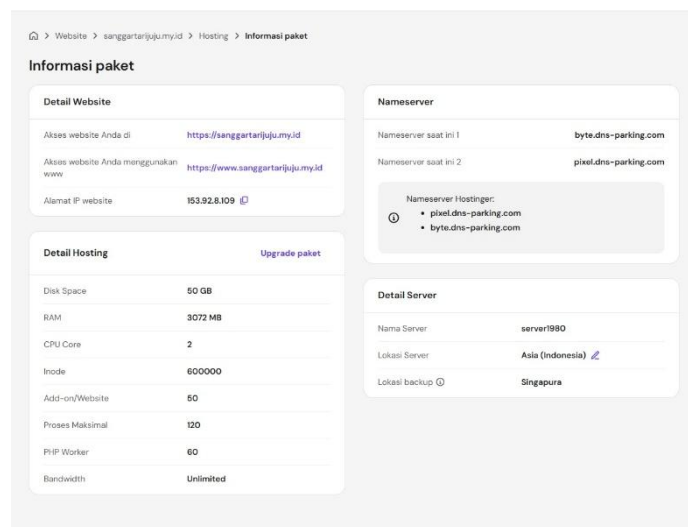 Website > sanggartarijuju.my.id > Hosting > Informasi paket
Informasi paket
Detail Website
Akses website Anda di https://sanggartarijuju.my.id
Akses website Anda menggunakan www https://www.sanggartarijuju.my.id
Alamat IP website 153.92.8.109
Detail Hosting Upgrade paket
Disk Space 50 GB
RAM 3072 MB
CPU Core 2
Inode 600000
Add-on/Website 50
Proses Maksimal 120
PHP Worker 60
Bandwidth Unlimited
Nameserver
Nameserver saat ini 1 byte.dns-parking.com
Nameserver saat ini 2 pixel.dns-parking.com
Nameserver Hostinger:
• pixel.dns-parking.com
• byte.dns-parking.com
Detail Server
Nama Server server1980
Lokasi Server Asia (Indonesia)
Lokasi backup Singapura